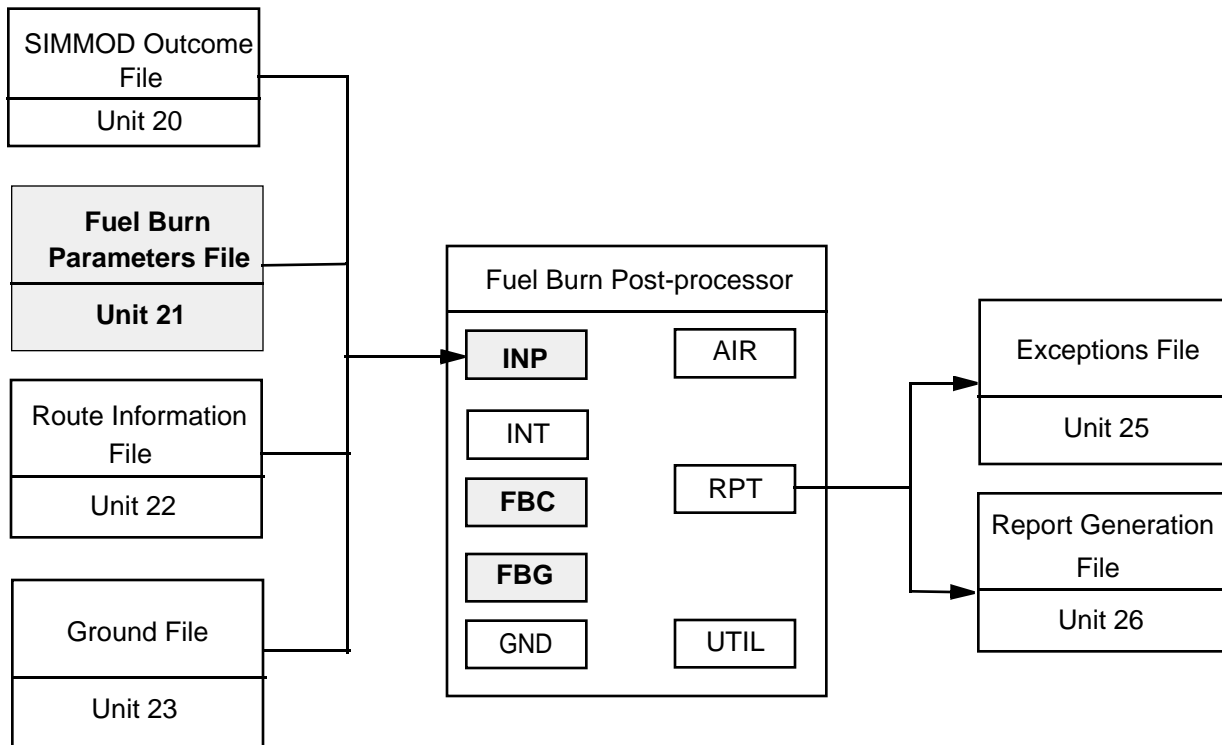 SIMMOD Outcome
File
Unit 20
Fuel Burn
Parameters File
Unit 21
Route Information
File
Unit 22
Ground File
Unit 23
Fuel Burn Post-processor
INP
AIR
INT
FBC
RPT
FBG
GND
UTIL
Exceptions File
Unit 25
Report Generation
File
Unit 26